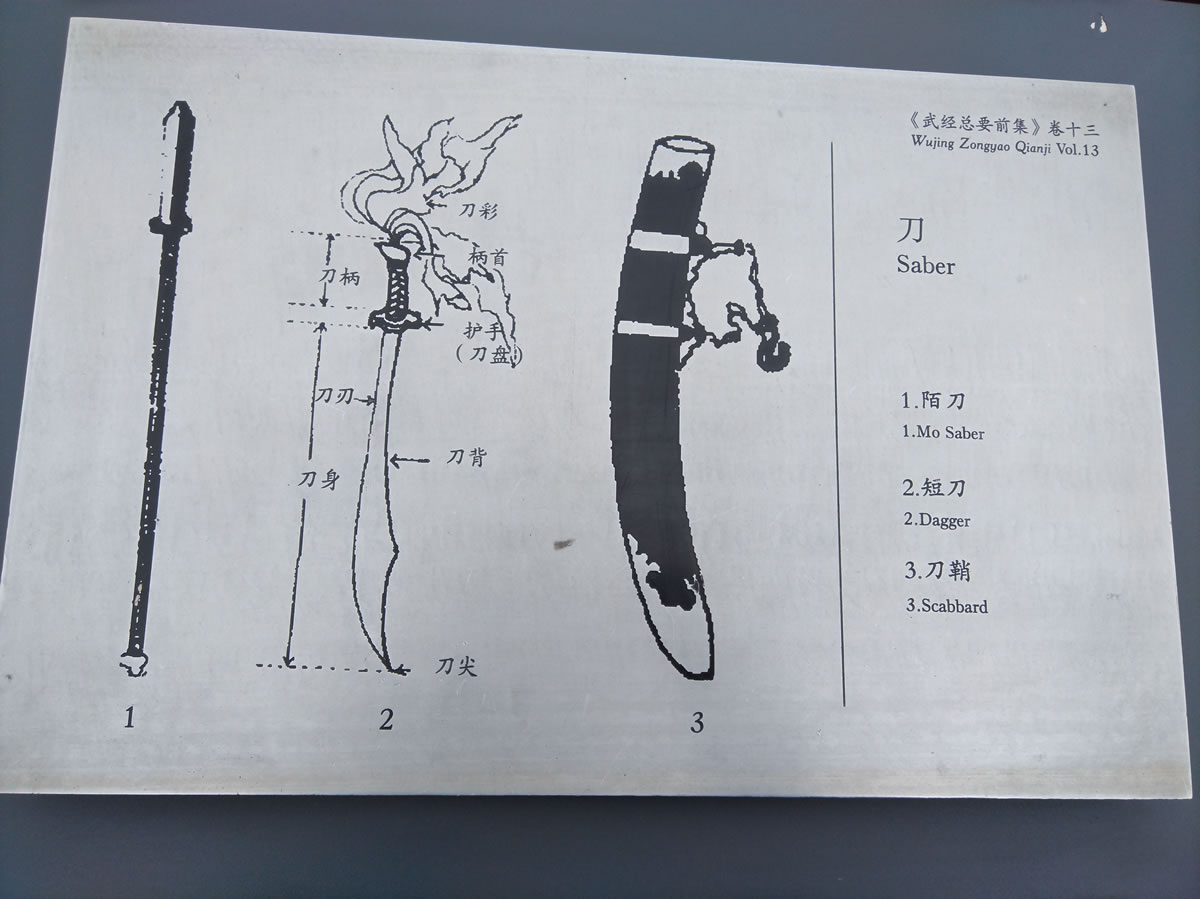 《武经总要前集》卷十三
Wujing Zongyao Qianji Vol.13
刀
Saber
1.陌刀
1.Mo Saber
2.短刀
2.Dagger
3.刀鞘
3.Scabbard
刀彩
柄首
刀柄
护手
（刀盘）
刀刃
刀背
刀身
刀尖
1
2
3